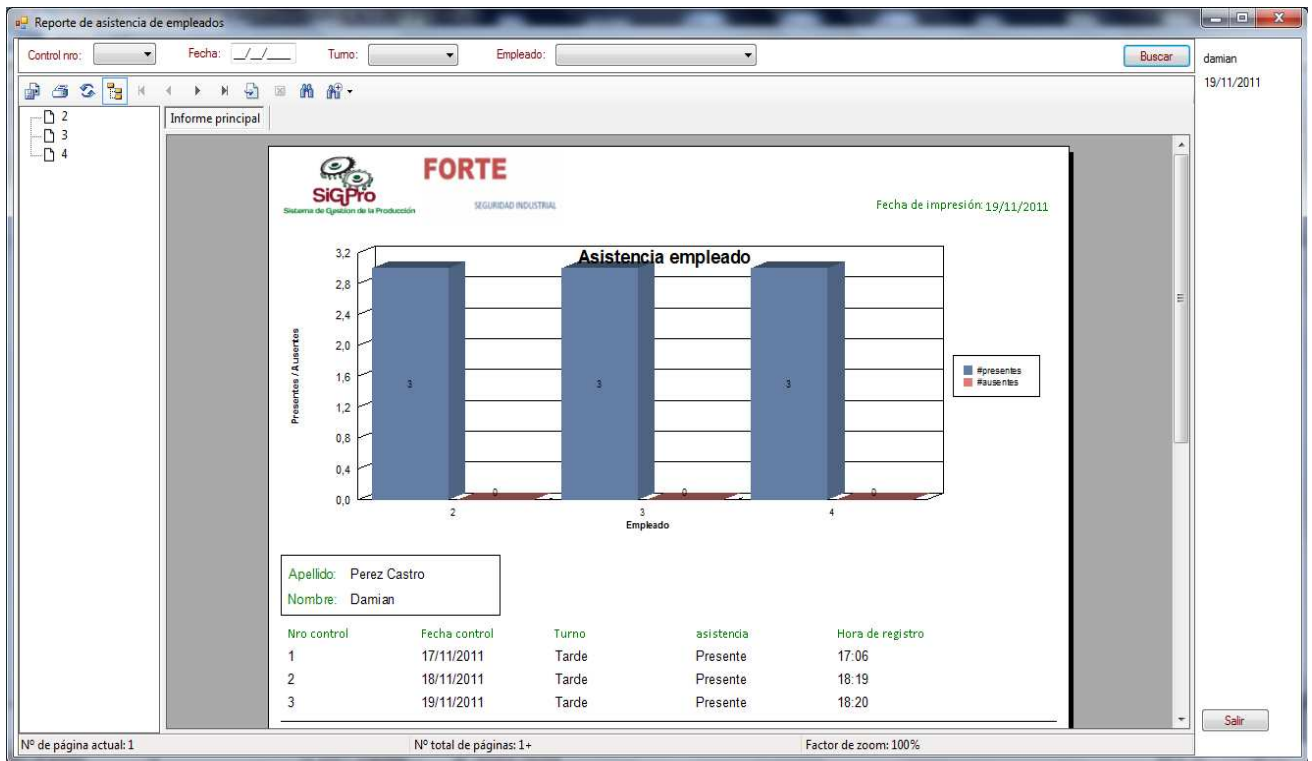 Reporte de asistencia de empleados
Control nro: Fecha: _/_/___ Turno: Empleado: Buscar
damian
19/11/2011
2
3
4
Informe principal
SiGPro
Sistema de Gestion de la Producción
FORTE
SEGURIDAD INDUSTRIAL
Fecha de impresión: 19/11/2011
Asistencia empleado
3,2
2,8
2,4
2,0
1,6
1,2
0,8
0,4
0,0
Presentes / Ausentes
3 3 3
0 0 0
2 3 4
Empleado
#presentes
#ausentes
Apellido: Perez Castro
Nombre: Damian
Nro control Fecha control Turno asistencia Hora de registro
1 17/11/2011 Tarde Presente 17:06
2 18/11/2011 Tarde Presente 18:19
3 19/11/2011 Tarde Presente 18:20
Salir
Nº de página actual: 1 Nº total de páginas: 1+ Factor de zoom: 100%